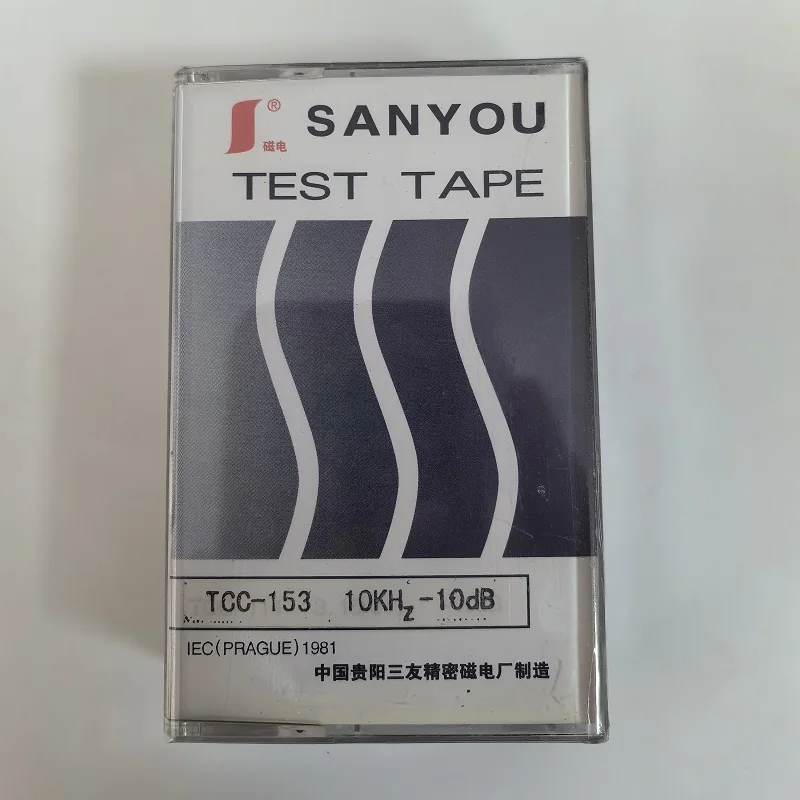 ® SANYOU
磁电
TEST TAPE
TCC-153 10KHz-10dB
IEC(PRAGUE)1981
中国贵阳三友精密磁电厂制造